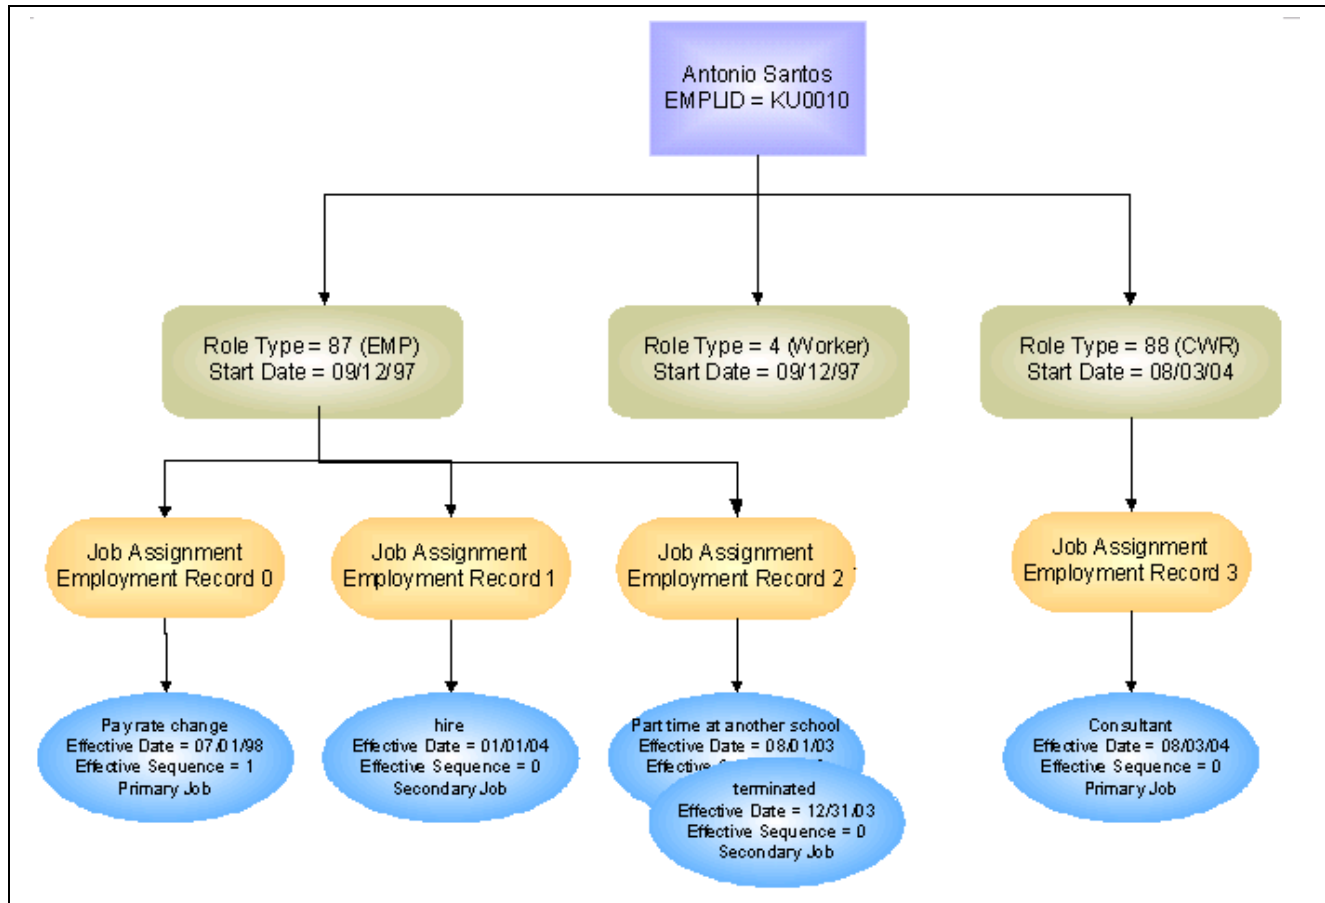 Antonio Santos
EMPLID = KU0010
Role Type = 87 (EMP)
Start Date = 09/12/97
Role Type = 4 (Worker)
Start Date = 09/12/97
Role Type = 88 (CWR)
Start Date = 08/03/04
Job Assignment
Employment Record 0
Job Assignment
Employment Record 1
Job Assignment
Employment Record 2
Job Assignment
Employment Record 3
Pay rate change
Effective Date = 07/01/98
Effective Sequence = 1
Primary Job
hire
Effective Date = 01/01/04
Effective Sequence = 0
Secondary Job
Part time at another school
Effective Date = 08/01/03
terminated
Effective Date = 12/31/03
Effective Sequence = 0
Secondary Job
Consultant
Effective Date = 08/03/04
Effective Sequence = 0
Primary Job